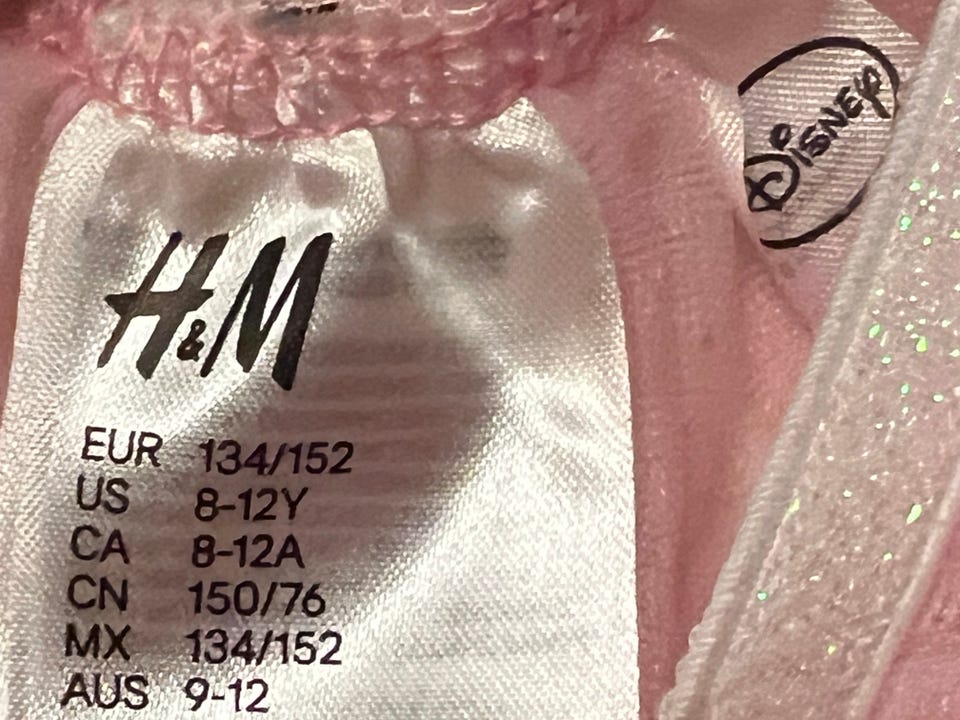 H&M
EUR 134/152
US 8-12Y
CA 8-12A
CN 150/76
MX 134/152
AUS 9-12
DISNEY